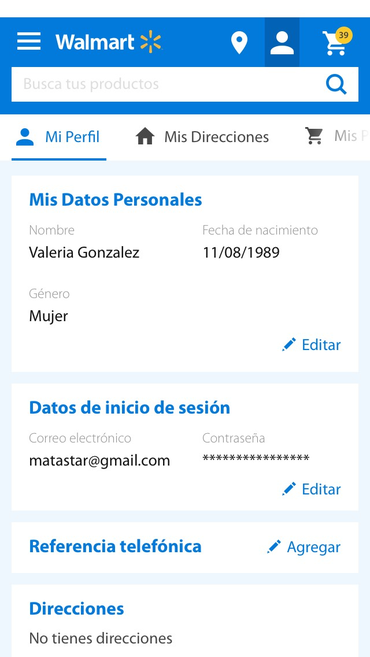 Walmart
39
Busca tus productos
Mi Perfil Mis Direcciones Mis P
Mis Datos Personales
Nombre Fecha de nacimiento
Valeria Gonzalez 11/08/1989
Género
Mujer
Editar
Datos de inicio de sesión
Correo electrónico Contraseña
matastar@gmail.com ****************
Editar
Referencia telefónica Agregar
Direcciones
No tienes direcciones